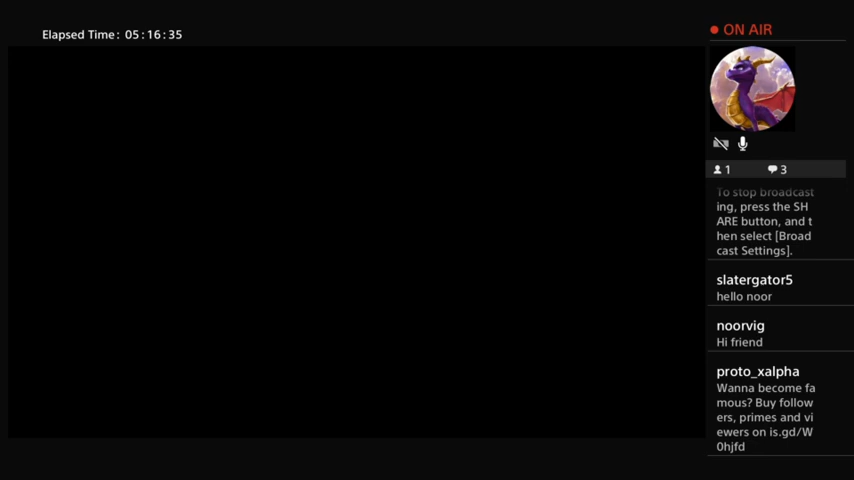 Elapsed Time: 05:16:35
ON AIR
1
3
To stop broadcast
ing, press the SH
ARE button, and t
hen select [Broad
cast Settings].
slatergator5
hello noor
noorvig
Hi friend
proto_xalpha
Wanna become fa
mous? Buy follow
ers, primes and vi
ewers on is.gd/W
0hjfd